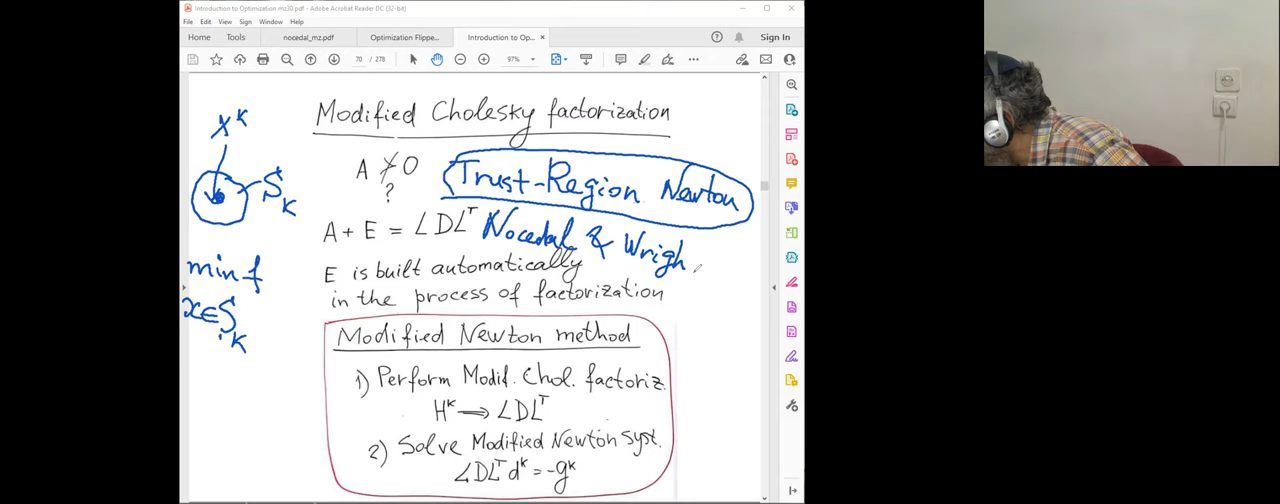 Introduction to Optimization mz30.pdf - Adobe Acrobat Reader DC (32-bit)
File Edit View Sign Window Help
Home Tools nocedal_mz.pdf Optimization Flippe... Introduction to Op... × Sign In
70 / 278 97%
Modified Cholesky factorization
x^k
A ≯ 0
?
Trust-Region Newton
S_k
A + E = LDL^T
Nocedal & Wrigh
min f
x∈S_k
E is built automatically
in the process of factorization
Modified Newton method
1) Perform Modif. Chol. factoriz.
H^k ⟹ LDL^T
2) Solve Modified Newton syst.
LDL^T d^k = -g^k